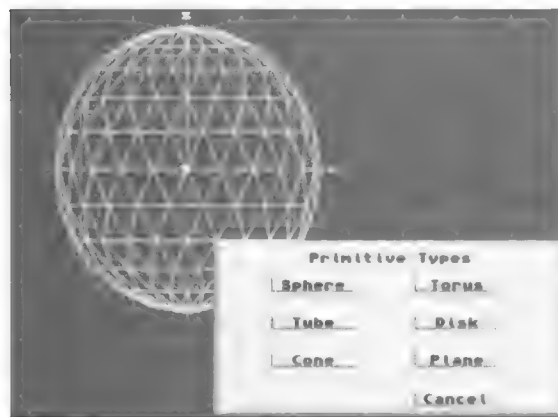 Z
Primitive Types
Sphere Torus
Tube Disk
Cone Plane
Cancel